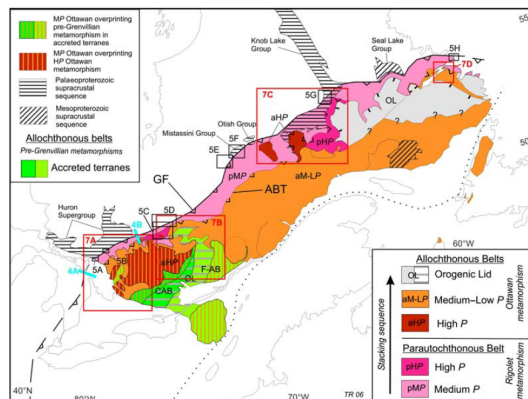 MP Ottawan overprinting
pre-Grenvillian
metamorphism in
accreted terranes
MP Ottawan overprinting
HP Ottawan
metamorphism
Palaeoproterozoic
supracrustal
sequence
Mesoproterozoic
supracrustal
sequence
Allochthonous belts
Pre-Grenvillian metamorphisms
Accreted terranes
Knob Lake
Group
Seal Lake
Group
55°
5H
7D
7C
5G
OL
aHP
Otish Group
Mistassini Group
5F
5E
pHP
pMP
aM-LP
50°
GF
ABT
Huron
Supergroup
5C
5D
4B
7A
7B
60°W
5B
5A
4A
aHP
F-AB
OL
CAB
40°N
80°W
70°W
TR 06
Stacking sequence
Allochthonous Belts
OL
Orogenic Lid
aM-LP
Medium–Low P
aHP
High P
Ottawan
metamorphism
Parautochthonous Belt
pHP
High P
pMP
Medium P
Rigolet
metamorphism